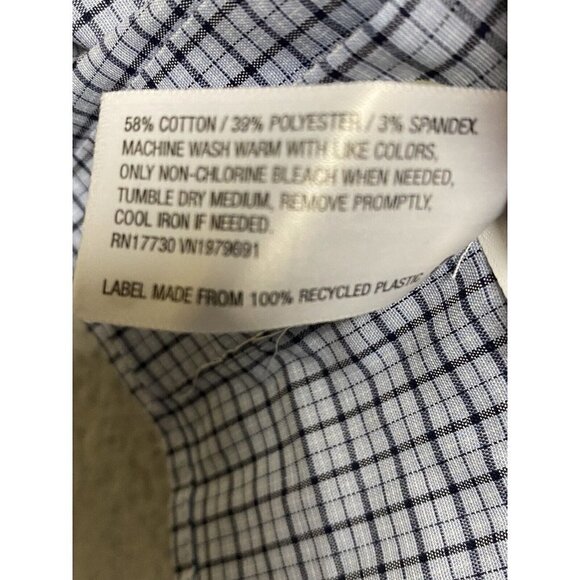 58% COTTON / 39% POLYESTER / 3% SPANDEX.
MACHINE WASH WARM WITH LIKE COLORS,
ONLY NON-CHLORINE BLEACH WHEN NEEDED,
TUMBLE DRY MEDIUM, REMOVE PROMPTLY,
COOL IRON IF NEEDED.
RN17730 VN1979691
LABEL MADE FROM 100% RECYCLED PLASTIC